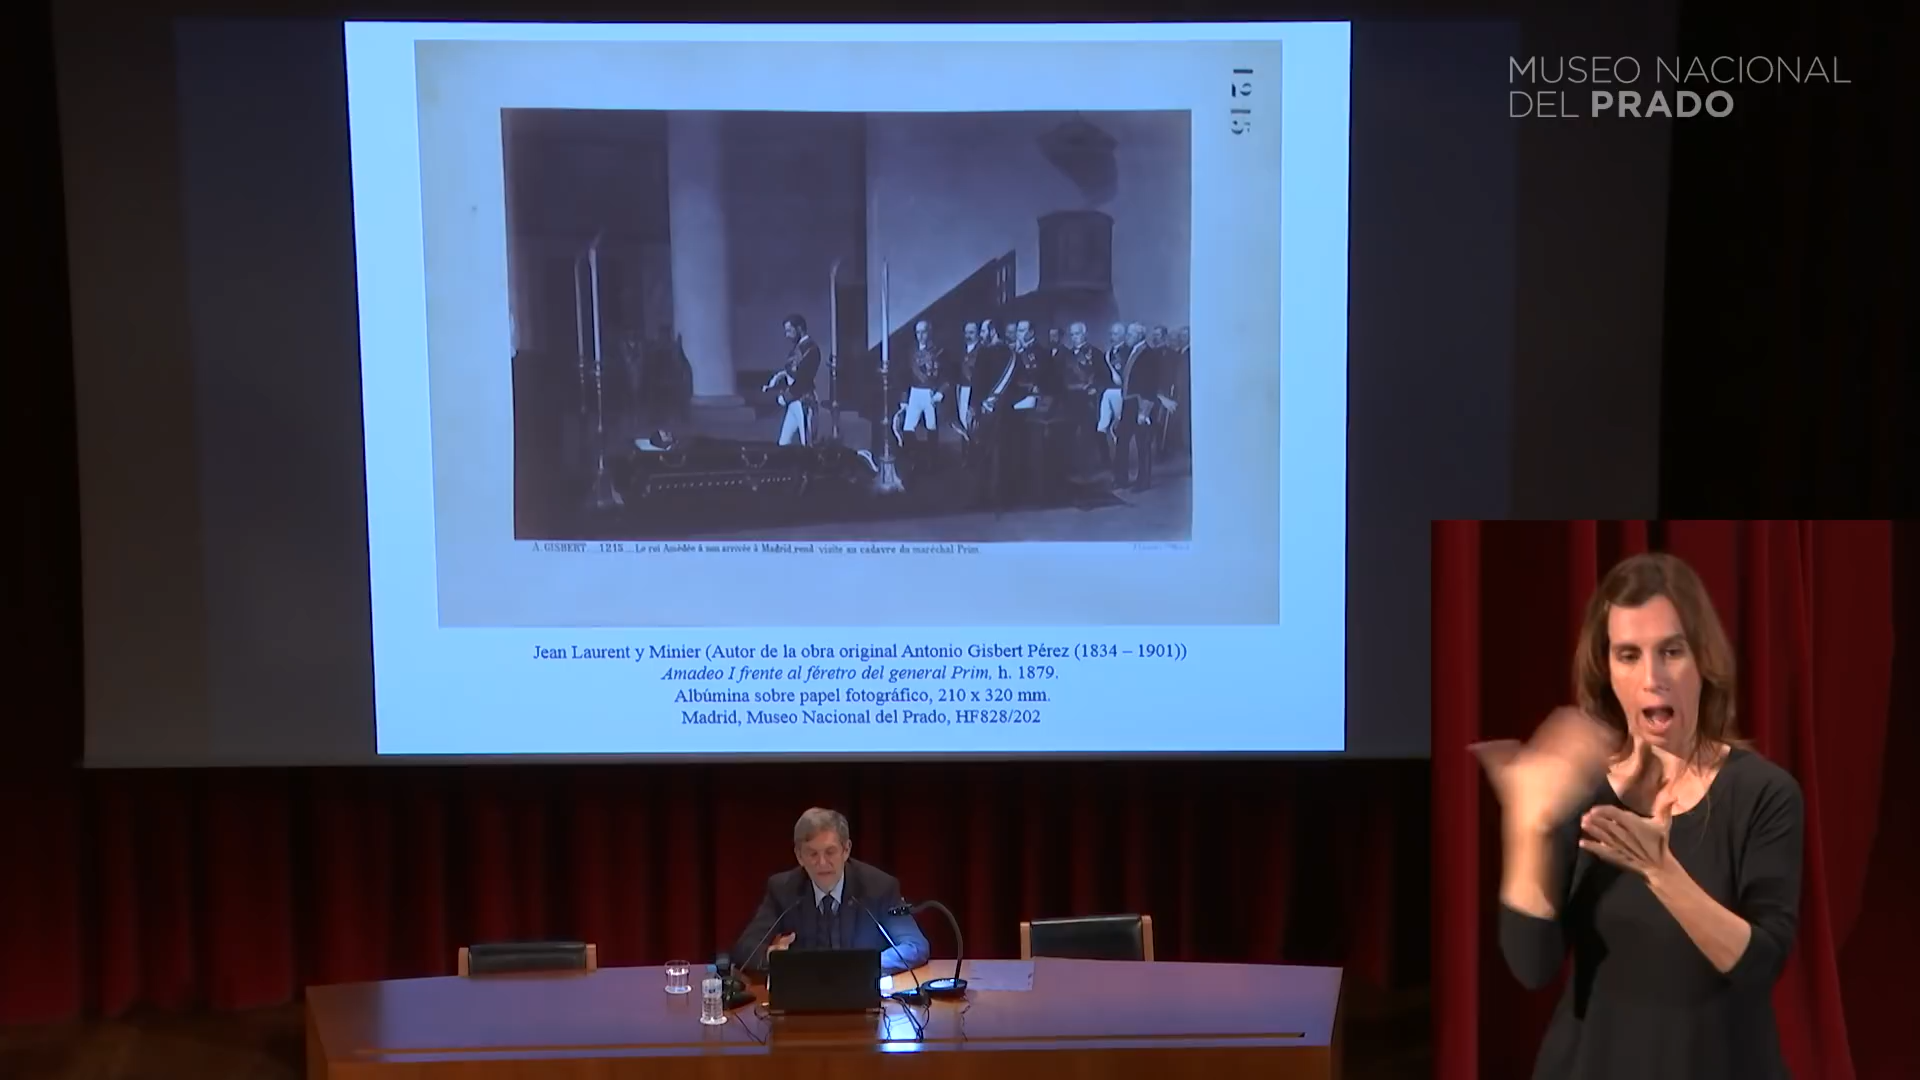 MUSEO NACIONAL
DEL PRADO
1215
A. GISBERT. 1215. Le roi Amédée à son arrivée à Madrid rend visite au cadavre du maréchal Prim.
Jean Laurent y Minier (Autor de la obra original Antonio Gisbert Pérez (1834 – 1901))
Amadeo I frente al féretro del general Prim, h. 1879.
Albúmina sobre papel fotográfico, 210 x 320 mm.
Madrid, Museo Nacional del Prado, HF828/202